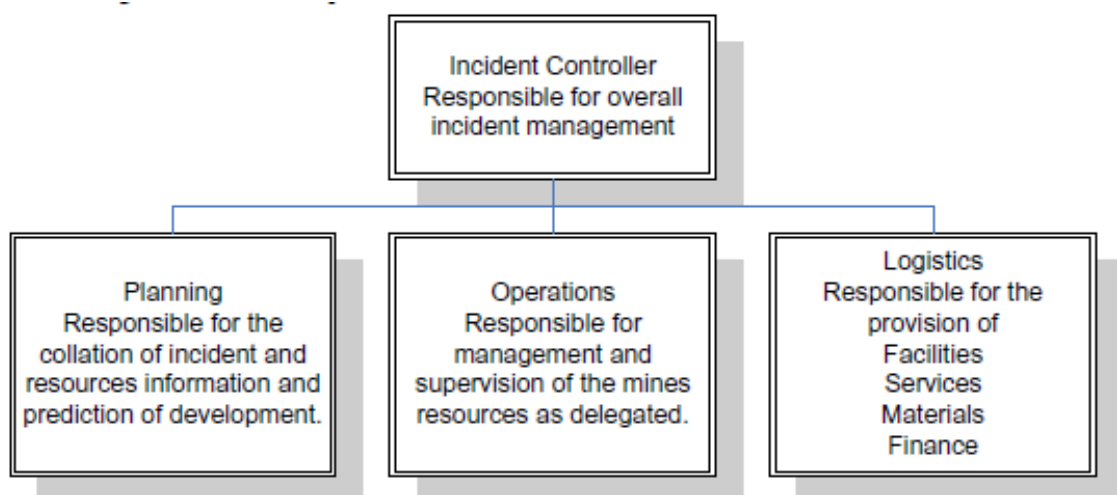 Incident Controller
Responsible for overall
incident management
Planning
Responsible for the
collation of incident and
resources information and
prediction of development.
Operations
Responsible for
management and
supervision of the mines
resources as delegated.
Logistics
Responsible for the
provision of
Facilities
Services
Materials
Finance